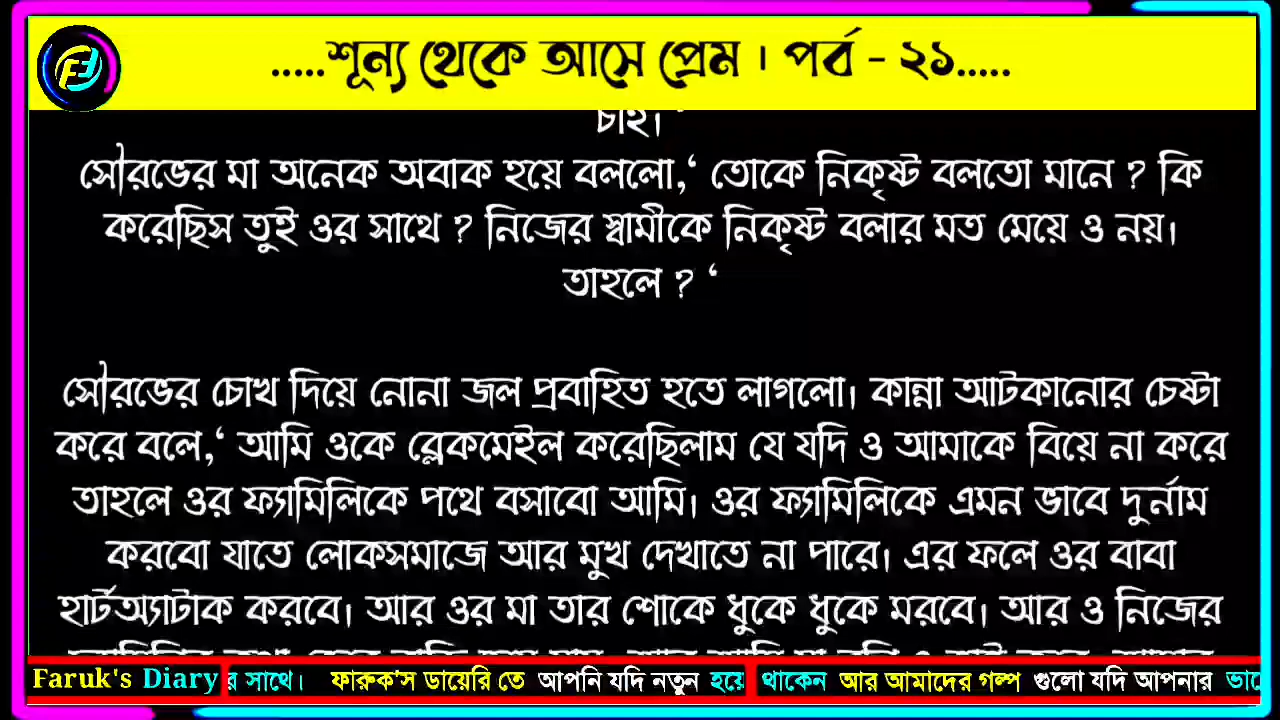 .....শূন্য থেকে আসে প্রেম । পর্ব - ২১.....
চাই। ‘
সৌরভের মা অনেক অবাক হয়ে বললো,‘ তোকে নিকৃষ্ট বলতো মানে ? কি
করেছিস তুই ওর সাথে ? নিজের স্বামীকে নিকৃষ্ট বলার মত মেয়ে ও নয়।
তাহলে ? ‘
সৌরভের চোখ দিয়ে নোনা জল প্রবাহিত হতে লাগলো। কান্না আটকানোর চেষ্টা
করে বলে,‘ আমি ওকে ব্লেকমেইল করেছিলাম যে যদি ও আমাকে বিয়ে না করে
তাহলে ওর ফ্যামিলিকে পথে বসাবো আমি। ওর ফ্যামিলিকে এমন ভাবে দুর্নাম
করবো যাতে লোকসমাজে আর মুখ দেখাতে না পারে। এর ফলে ওর বাবা
হার্টঅ্যাটাক করবে। আর ওর মা তার শোকে ধুকে ধুকে মরবে। আর ও নিজের
Faruk's Diary র সাথে। ফারুক'স ডায়েরি তে আপনি যদি নতুন হয়ে থাকেন আর আমাদের গল্প গুলো যদি আপনার ভালো